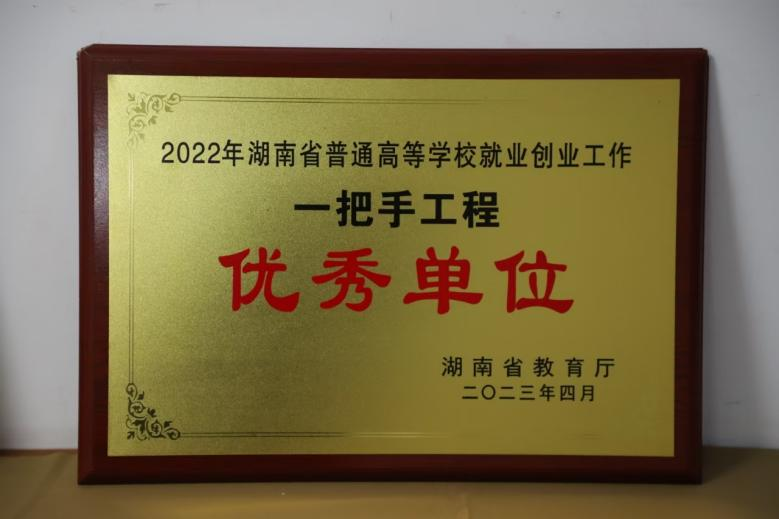 2022年湖南省普通高等学校就业创业工作
一把手工程
优秀单位
湖南省教育厅
二〇二三年四月